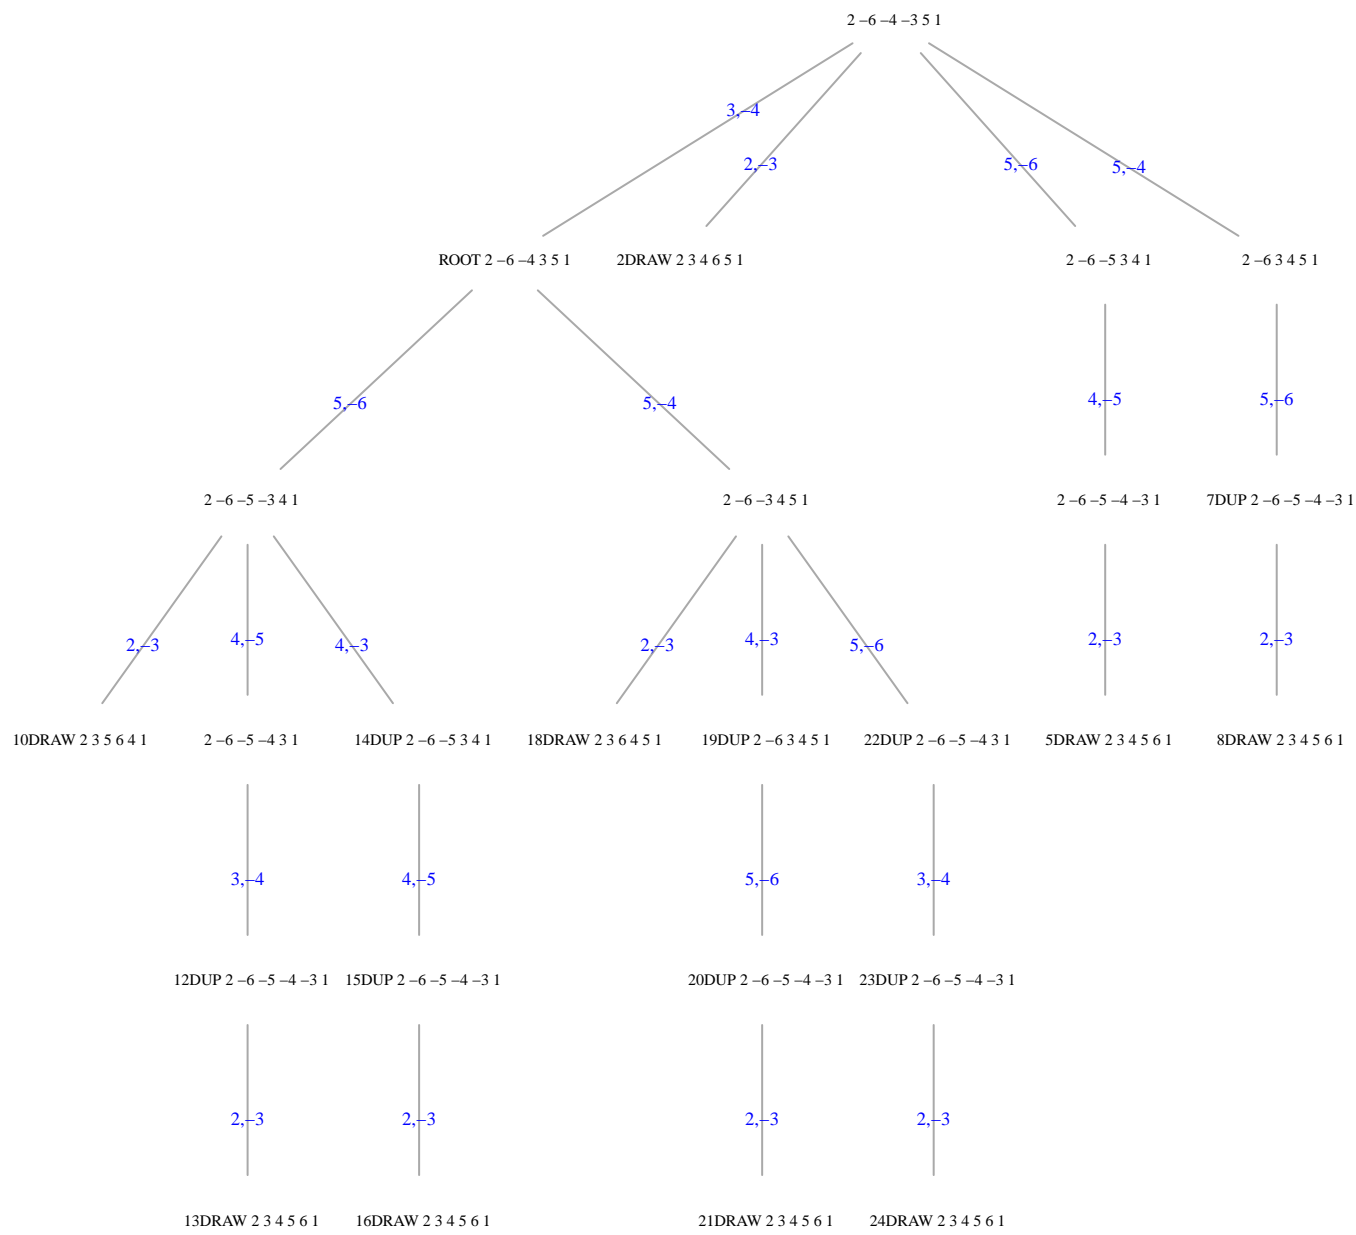 2 –6 –4 –3 5 1
3,–4
2,–3
5,–6
5,–4
ROOT 2 –6 –4 3 5 1
2DRAW 2 3 4 6 5 1
2 –6 –5 3 4 1
2 –6 3 4 5 1
5,–6
5,–4
4,–5
5,–6
2 –6 –5 –3 4 1
2 –6 –3 4 5 1
2 –6 –5 –4 –3 1
7DUP 2 –6 –5 –4 –3 1
2,–3
4,–5
4,–3
2,–3
4,–3
5,–6
2,–3
2,–3
10DRAW 2 3 5 6 4 1
2 –6 –5 –4 3 1
14DUP 2 –6 –5 3 4 1
18DRAW 2 3 6 4 5 1
19DUP 2 –6 3 4 5 1
22DUP 2 –6 –5 –4 3 1
5DRAW 2 3 4 5 6 1
8DRAW 2 3 4 5 6 1
3,–4
4,–5
5,–6
3,–4
12DUP 2 –6 –5 –4 –3 1
15DUP 2 –6 –5 –4 –3 1
20DUP 2 –6 –5 –4 –3 1
23DUP 2 –6 –5 –4 –3 1
2,–3
2,–3
2,–3
2,–3
13DRAW 2 3 4 5 6 1
16DRAW 2 3 4 5 6 1
21DRAW 2 3 4 5 6 1
24DRAW 2 3 4 5 6 1